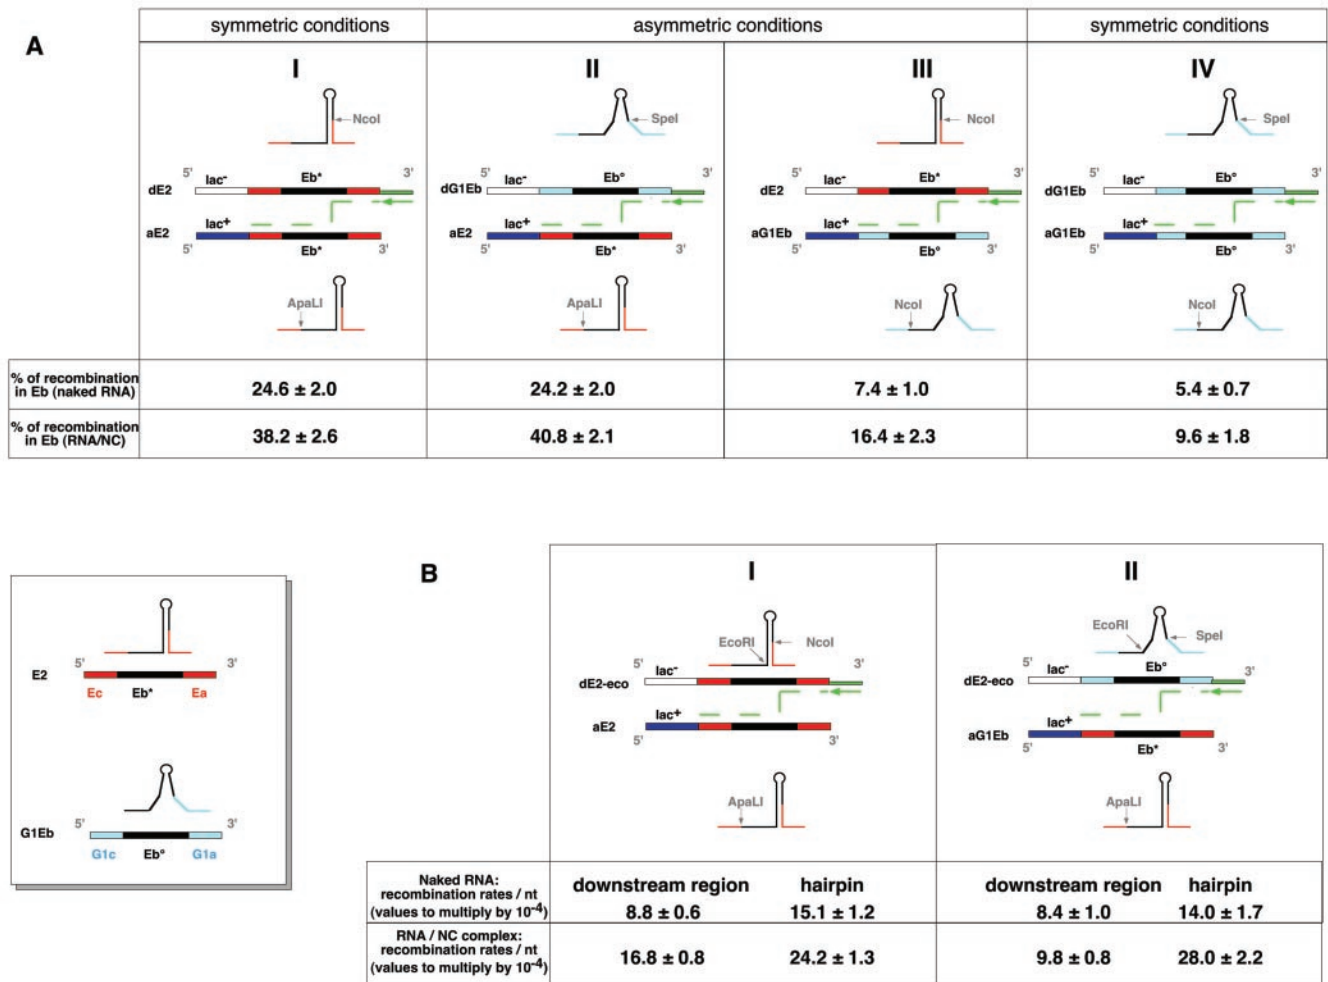 A
symmetric conditions asymmetric conditions symmetric conditions
I II III IV
NcoI SpeI NcoI SpeI
5' lac- Eb* 3' 5' lac- Eb° 3' 5' lac- Eb* 3' 5' lac- Eb° 3'
dE2 dG1Eb dE2 dG1Eb
lac+ lac+ lac+ lac+
aE2 aE2 aG1Eb aG1Eb
5' Eb* 3' 5' Eb* 3' 5' Eb° 3' 5' Eb° 3'
ApaLI ApaLI NcoI NcoI
% of recombination
in Eb (naked RNA) 24.6 ± 2.0 24.2 ± 2.0 7.4 ± 1.0 5.4 ± 0.7
% of recombination
in Eb (RNA/NC) 38.2 ± 2.6 40.8 ± 2.1 16.4 ± 2.3 9.6 ± 1.8
5' 3'
E2
Ec Eb* Ea
5' 3'
G1Eb
G1c Eb° G1a
B
I II
EcoRI NcoI EcoRI SpeI
5' lac- 3' 5' lac- Eb° 3'
dE2-eco dE2-eco
lac+ lac+
aE2 aG1Eb
5' 3' 5' Eb* 3'
ApaLI ApaLI
Naked RNA:
recombination rates / nt
(values to multiply by 10-4)
downstream region hairpin downstream region hairpin
8.8 ± 0.6 15.1 ± 1.2 8.4 ± 1.0 14.0 ± 1.7
RNA / NC complex:
recombination rates / nt
(values to multiply by 10-4)
16.8 ± 0.8 24.2 ± 1.3 9.8 ± 0.8 28.0 ± 2.2